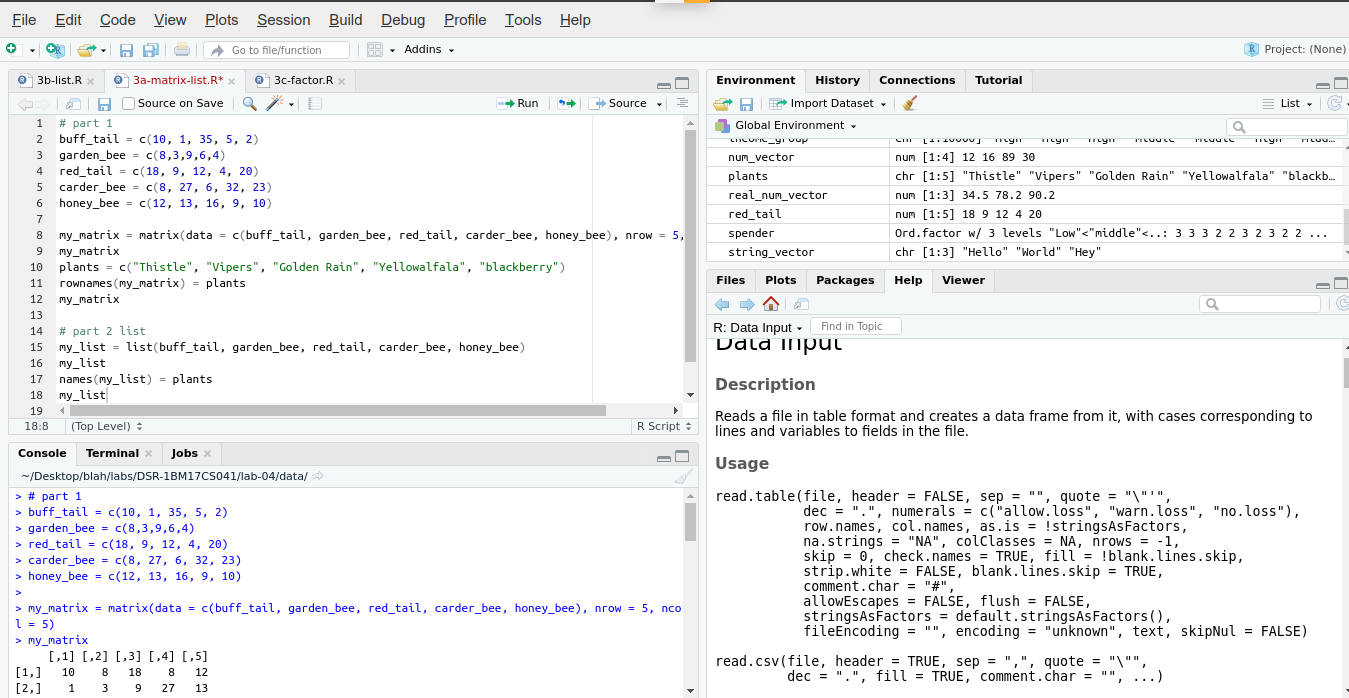 File Edit Code View Plots Session Build Debug Profile Tools Help
Go to file/function Addins Project: (None)
3b-list.R 3a-matrix-list.R* 3c-factor.R
Source on Save Run Source
1 # part 1
2 buff_tail = c(10, 1, 35, 5, 2)
3 garden_bee = c(8,3,9,6,4)
4 red_tail = c(18, 9, 12, 4, 20)
5 carder_bee = c(8, 27, 6, 32, 23)
6 honey_bee = c(12, 13, 16, 9, 10)
7
8 my_matrix = matrix(data = c(buff_tail, garden_bee, red_tail, carder_bee, honey_bee), nrow = 5,
9 my_matrix
10 plants = c("Thistle", "Vipers", "Golden Rain", "Yellowalfala", "blackberry")
11 rownames(my_matrix) = plants
12 my_matrix
13
14 # part 2 list
15 my_list = list(buff_tail, garden_bee, red_tail, carder_bee, honey_bee)
16 my_list
17 names(my_list) = plants
18 my_list
19
18:8 (Top Level) R Script
Console Terminal Jobs
~/Desktop/blah/labs/DSR-1BM17CS041/lab-04/data/
> # part 1
> buff_tail = c(10, 1, 35, 5, 2)
> garden_bee = c(8,3,9,6,4)
> red_tail = c(18, 9, 12, 4, 20)
> carder_bee = c(8, 27, 6, 32, 23)
> honey_bee = c(12, 13, 16, 9, 10)
>
> my_matrix = matrix(data = c(buff_tail, garden_bee, red_tail, carder_bee, honey_bee), nrow = 5, nco
l = 5)
> my_matrix
[,1] [,2] [,3] [,4] [,5]
[1,] 10 8 18 8 12
[2,] 1 3 9 27 13
Environment History Connections Tutorial
Import Dataset List
Global Environment
num_vector num [1:4] 12 16 89 30
plants chr [1:5] "Thistle" "Vipers" "Golden Rain" "Yellowalfala" "blackb…
real_num_vector num [1:3] 34.5 78.2 90.2
red_tail num [1:5] 18 9 12 4 20
spender Ord.factor w/ 3 levels "Low"<"middle"<..: 3 3 3 2 2 3 2 3 2 2 ...
string_vector chr [1:3] "Hello" "World" "Hey"
Files Plots Packages Help Viewer
R: Data Input Find in Topic
Data Input
Description
Reads a file in table format and creates a data frame from it, with cases corresponding to
lines and variables to fields in the file.
Usage
read.table(file, header = FALSE, sep = "", quote = "\"'",
dec = ".", numerals = c("allow.loss", "warn.loss", "no.loss"),
row.names, col.names, as.is = !stringsAsFactors,
na.strings = "NA", colClasses = NA, nrows = -1,
skip = 0, check.names = TRUE, fill = !blank.lines.skip,
strip.white = FALSE, blank.lines.skip = TRUE,
comment.char = "#",
allowEscapes = FALSE, flush = FALSE,
stringsAsFactors = default.stringsAsFactors(),
fileEncoding = "", encoding = "unknown", text, skipNul = FALSE)
read.csv(file, header = TRUE, sep = ",", quote = "\"",
dec = ".", fill = TRUE, comment.char = "", ...)